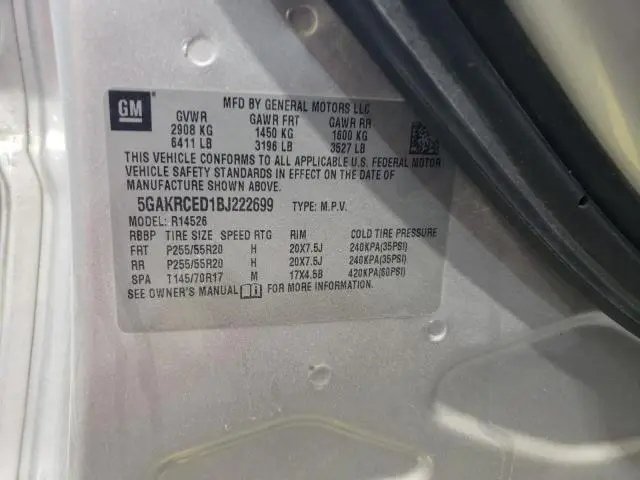 GM
MFD BY GENERAL MOTORS LLC
GVWR GAWR FRT GAWR RR
2908 KG 1450 KG 1600 KG
6411 LB 3196 LB 3527 LB
THIS VEHICLE CONFORMS TO ALL APPLICABLE U.S. FEDERAL MOTOR
VEHICLE SAFETY STANDARDS IN EFFECT ON THE DATE OF
MANUFACTURE SHOWN ABOVE.
5GAKRCED1BJ222699 TYPE: M.P.V.
MODEL: R14526
RBBP TIRE SIZE SPEED RTG RIM COLD TIRE PRESSURE
FRT P255/55R20 H 20X7.5J 240KPA(35PSI)
RR P255/55R20 H 20X7.5J 240KPA(35PSI)
SPA T145/70R17 M 17X4.5B 420KPA(60PSI)
SEE OWNER'S MANUAL FOR MORE INFORMATION.